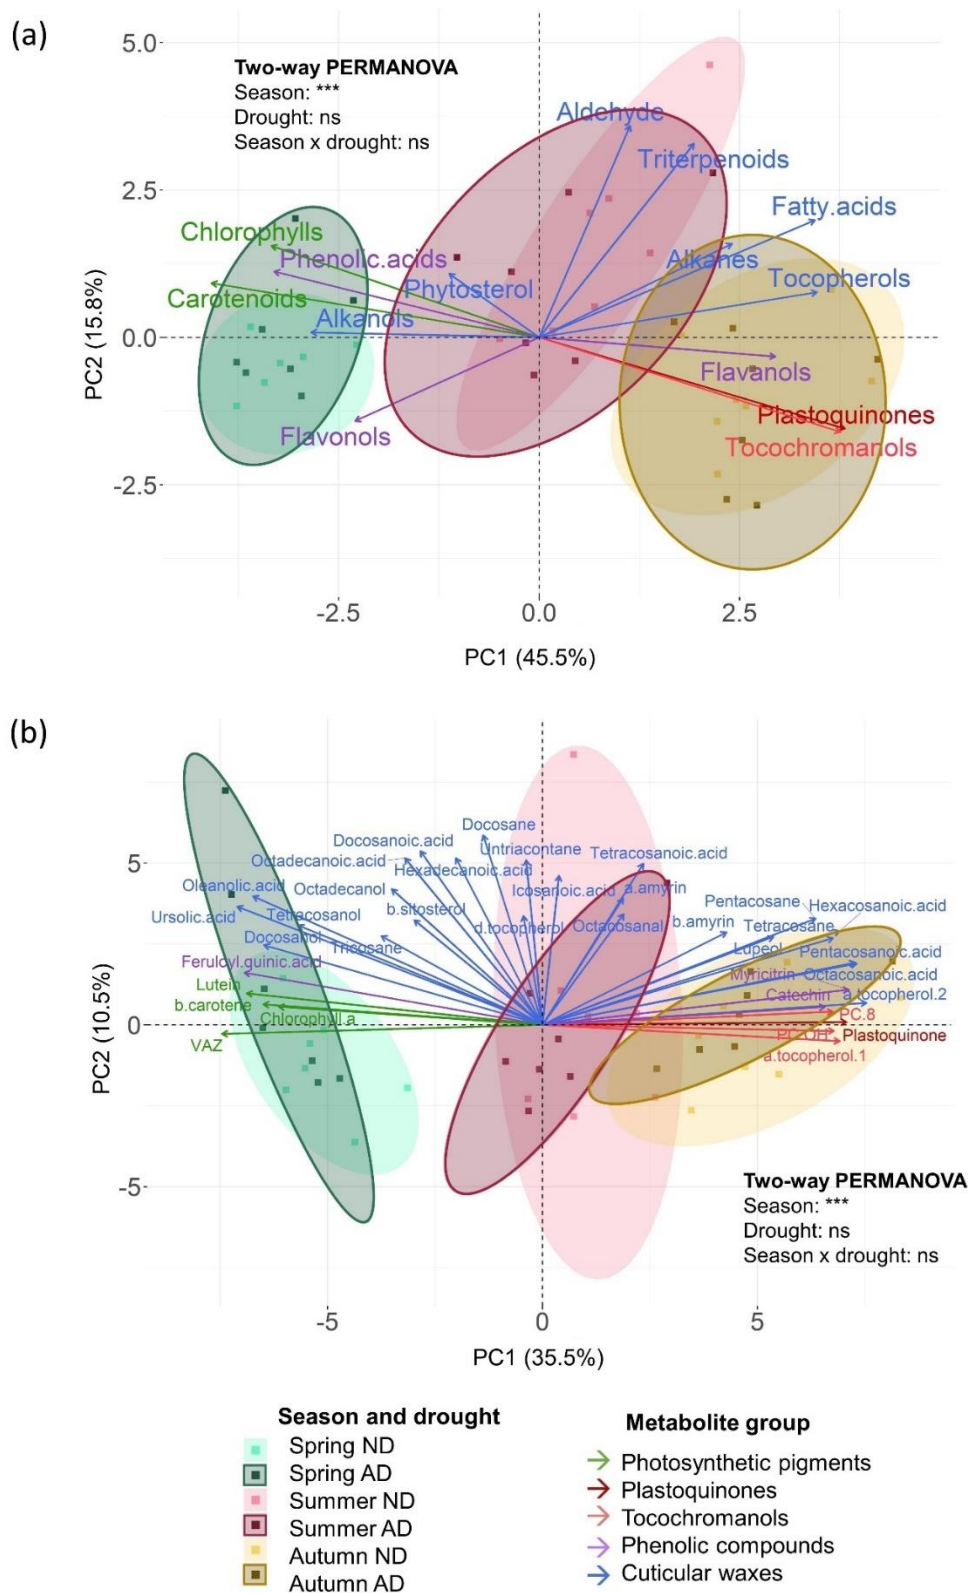 (a)
5.0
2.5
0.0
-2.5
PC2 (15.8%)
Two-way PERMANOVA
Season: ***
Drought: ns
Season x drought: ns
Aldehyde
Triterpenoids
Fatty.acids
Chlorophylls
Phenolic.acids
Alkanes
Phytosterol
Tocopherols
Carotenoids
Alkanols
Flavanols
Plastoquinones
Flavonols
Tocochromanols
-2.5
0.0
2.5
PC1 (45.5%)
(b)
5
0
-5
PC2 (10.5%)
Docosane
Docosanoic.acid
Untriacontane
Tetracosanoic.acid
Octadecanoic.acid
Hexadecanoic.acid
Oleanolic.acid
Octadecanol
Icosanoic.acid
a.amyrin
Pentacosane
Hexacosanoic.acid
Ursolic.acid
Tetracosanol
b.sitosterol
d.tocopherol
Octacosanal
b.amyrin
Tetracosane
Docosanol
Tricosane
Lupeol
Pentacosanoic.acid
Feruloyl.quinic.acid
Myricitrin
Octacosanoic.acid
Lutein
Catechin
a.tocopherol.2
b.carotene
Chlorophyll.a
PC.8
VAZ
PC.OH
Plastoquinone
a.tocopherol.1
Two-way PERMANOVA
Season: ***
Drought: ns
Season x drought: ns
-5
0
5
PC1 (35.5%)
Season and drought
Spring ND
Spring AD
Summer ND
Summer AD
Autumn ND
Autumn AD
Metabolite group
Photosynthetic pigments
Plastoquinones
Tocochromanols
Phenolic compounds
Cuticular waxes